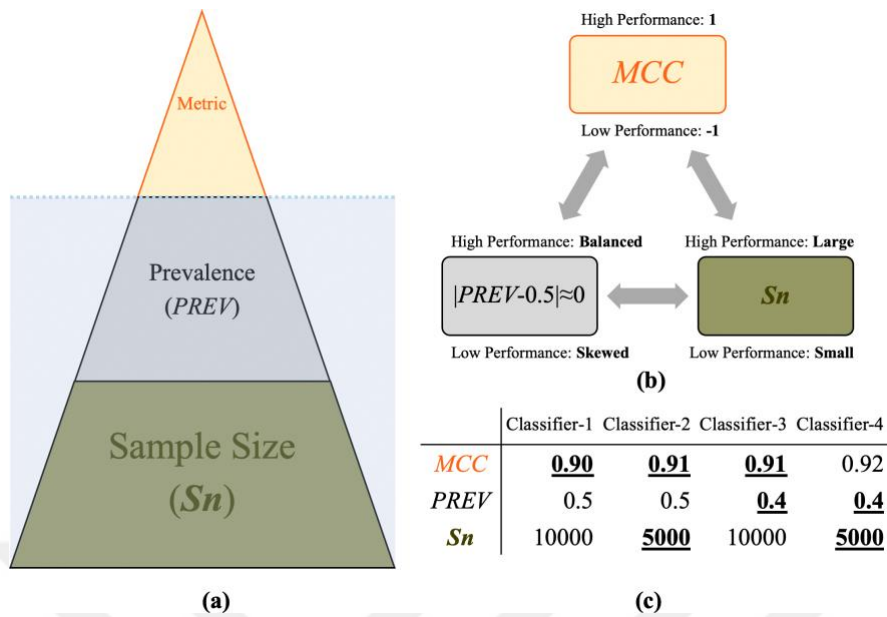 Metric
Prevalence
(PREV)
Sample Size
(Sn)
(a)
High Performance: 1
MCC
Low Performance: -1
High Performance: Balanced
High Performance: Large
|PREV-0.5|≈0
Sn
Low Performance: Skewed
Low Performance: Small
(b)
Classifier-1 Classifier-2 Classifier-3 Classifier-4
MCC 0.90 0.91 0.91 0.92
PREV 0.5 0.5 0.4 0.4
Sn 10000 5000 10000 5000
(c)